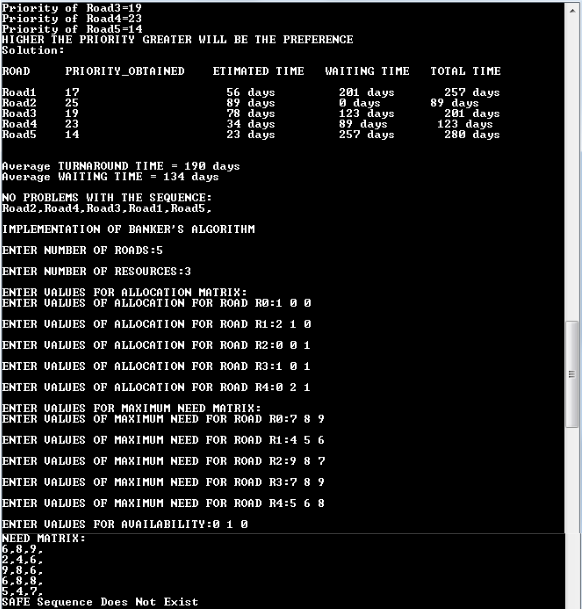 Priority of Road3=19
Priority of Road4=23
Priority of Road5=14
HIGHER THE PRIORITY GREATER WILL BE THE PREFERENCE
Solution:
ROAD PRIORITY_OBTAINED ETIMATED TIME WAITING TIME TOTAL TIME
Road1 17 56 days 201 days 257 days
Road2 25 89 days 0 days 89 days
Road3 19 78 days 123 days 201 days
Road4 23 34 days 89 days 123 days
Road5 14 23 days 257 days 280 days
Average TURNAROUND TIME = 190 days
Average WAITING TIME = 134 days
NO PROBLEMS WITH THE SEQUENCE:
Road2,Road4,Road3,Road1,Road5,
IMPLEMENTATION OF BANKER'S ALGORITHM
ENTER NUMBER OF ROADS:5
ENTER NUMBER OF RESOURCES:3
ENTER VALUES FOR ALLOCATION MATRIX:
ENTER VALUES OF ALLOCATION FOR ROAD R0:1 0 0
ENTER VALUES OF ALLOCATION FOR ROAD R1:2 1 0
ENTER VALUES OF ALLOCATION FOR ROAD R2:0 0 1
ENTER VALUES OF ALLOCATION FOR ROAD R3:1 0 1
ENTER VALUES OF ALLOCATION FOR ROAD R4:0 2 1
ENTER VALUES FOR MAXIMUM NEED MATRIX:
ENTER VALUES OF MAXIMUM NEED FOR ROAD R0:7 8 9
ENTER VALUES OF MAXIMUM NEED FOR ROAD R1:4 5 6
ENTER VALUES OF MAXIMUM NEED FOR ROAD R2:9 8 7
ENTER VALUES OF MAXIMUM NEED FOR ROAD R3:7 8 9
ENTER VALUES OF MAXIMUM NEED FOR ROAD R4:5 6 8
ENTER VALUES FOR AVAILABILITY:0 1 0
NEED MATRIX:
6,8,9,
2,4,6,
9,8,6,
6,8,8,
5,4,7,
SAFE Sequence Does Not Exist